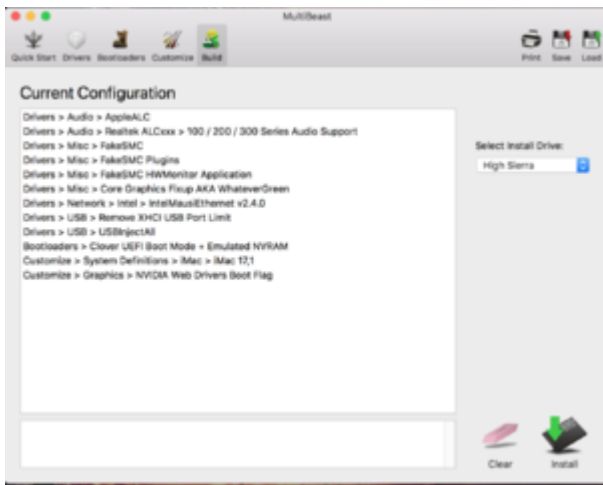 MultiBeast
Quick Start Drivers Bootloaders Customize Build Print Save Load
Current Configuration
Drivers > Audio > AppleALC
Drivers > Audio > Realtek ALCxxx > 100 / 200 / 300 Series Audio Support
Drivers > Misc > FakeSMC
Drivers > Misc > FakeSMC Plugins
Drivers > Misc > FakeSMC HWMonitor Application
Drivers > Misc > Core Graphics Fixup AKA WhateverGreen
Drivers > Network > Intel > IntelMausiEthernet v2.4.0
Drivers > USB > Remove XHCI USB Port Limit
Drivers > USB > USBInjectAll
Bootloaders > Clover UEFI Boot Mode + Emulated NVRAM
Customize > System Definitions > iMac > iMac 17,1
Customize > Graphics > NVIDIA Web Drivers Boot Flag
Select Install Drive:
High Sierra
Clear Install